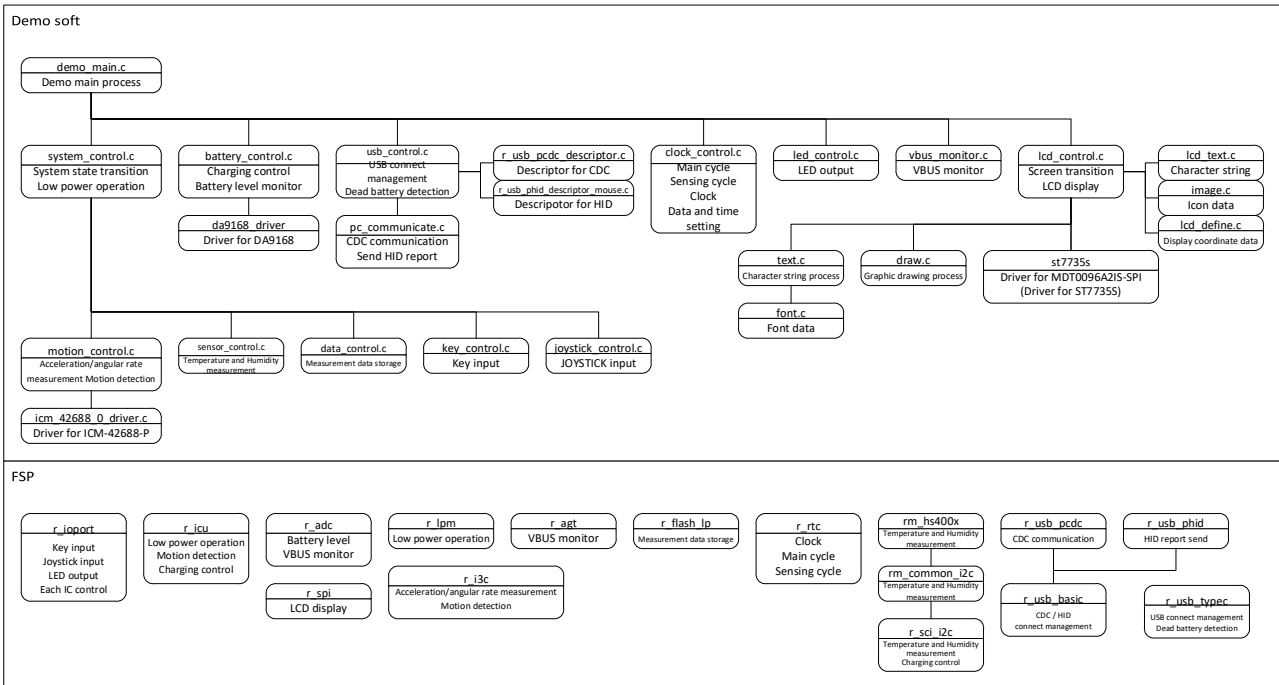 Demo soft
demo_main.c
Demo main process
system_control.c
System state transition
Low power operation
battery_control.c
Charging control
Battery level monitor
usb_control.c
USB connect
management
Dead battery detection
r_usb_pcdc_descriptor.c
Descriptor for CDC
r_usb_phid_descriptor_mouse.c
Descripotor for HID
clock_control.c
Main cycle
Sensing cycle
Clock
Data and time
setting
led_control.c
LED output
vbus_monitor.c
VBUS monitor
lcd_control.c
Screen transition
LCD display
lcd_text.c
Character string
image.c
Icon data
lcd_define.c
Display coordinate data
da9168_driver
Driver for DA9168
pc_communicate.c
CDC communication
Send HID report
text.c
Character string process
draw.c
Graphic drawing process
st7735s
Driver for MDT0096A2IS-SPI
(Driver for ST7735S)
font.c
Font data
motion_control.c
Acceleration/angular rate
measurement Motion detection
sensor_control.c
Temperature and Humidity
measurement
data_control.c
Measurement data storage
key_control.c
Key input
joystick_control.c
JOYSTICK input
icm_42688_0_driver.c
Driver for ICM-42688-P
FSP
r_ioport
Key input
Joystick input
LED output
Each IC control
r_icu
Low power operation
Motion detection
Charging control
r_adc
Battery level
VBUS monitor
r_lpm
Low power operation
r_agt
VBUS monitor
r_flash_lp
Measurement data storage
r_rtc
Clock
Main cycle
Sensing cycle
rm_hs400x
Temperature and Humidity
measurement
r_usb_pcdc
CDC communication
r_usb_phid
HID report send
r_spi
LCD display
r_i3c
Acceleration/angular rate measurement
Motion detection
rm_common_i2c
Temperature and Humidity
measurement
r_usb_basic
CDC / HID
connect management
r_usb_typec
USB connect management
Dead battery detection
r_sci_i2c
Temperature and Humidity
measurement
Charging control